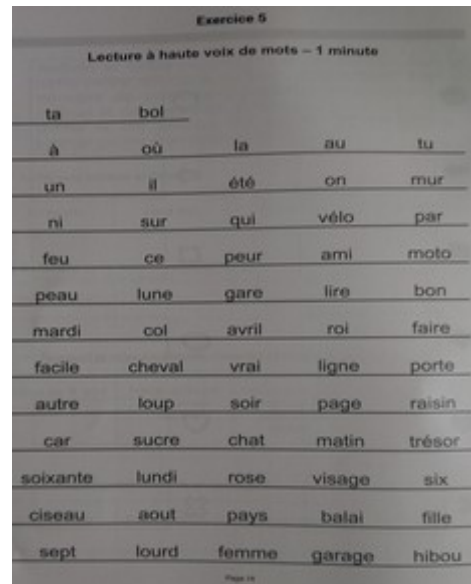 Exercice 5
Lecture à haute voix de mots – 1 minute
ta bol
à où la au tu
un il été on mur
ni sur qui vélo par
feu ce peur ami moto
peau lune gare lire bon
mardi col avril roi faire
facile cheval vrai ligne porte
autre loup soir page raisin
car sucre chat matin trésor
soixante lundi rose visage six
ciseau aout pays balai fille
sept lourd femme garage hibou
Page